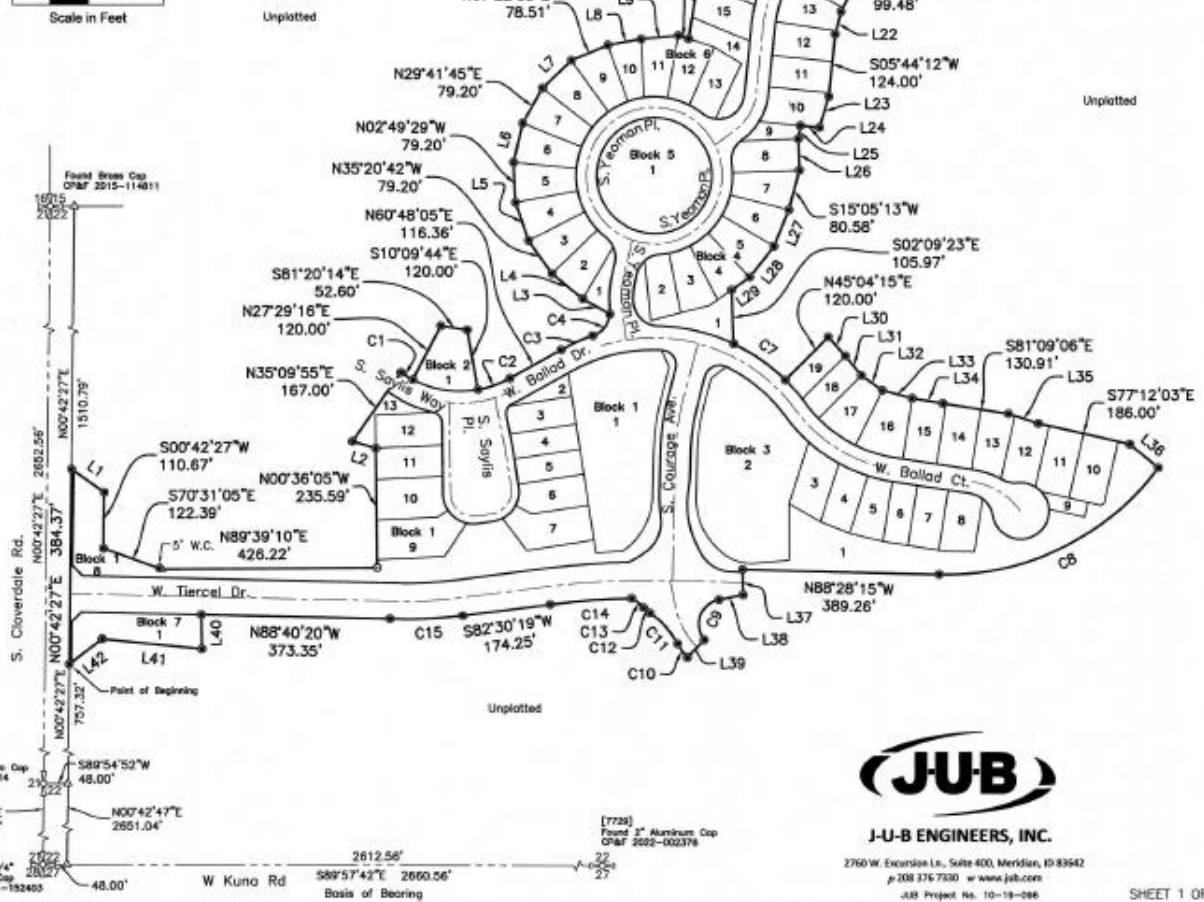 Scale in Feet
Unplatted
78.51'
L8
99.48'
L22
S05°44'12"W
124.00'
L23
L24
L25
L26
Unplatted
L7
N29°41'45"E
79.20'
L6
N02°49'29"W
79.20'
N35°20'42"W
79.20'
L5
N60°48'05"E
116.36'
S10°09'44"E
120.00'
L4
L3
S81°20'14"E
52.60'
N27°29'16"E
120.00'
C1
C2
C3
C4
N35°09'55"E
167.00'
L2
S. Yeoman Pl.
S. Yeoman Pl.
S. Yeoman Pl.
Block 5
1
Block 6
15
14
13
12
11
10
9
8
7
6
5
4
3
2
1
13
12
11
10
9
8
7
6
5
Block 4
4
3
2
1
S15°05'13"W
80.58'
L27
L28
L29
S02°09'23"E
105.97'
N45°04'15"E
120.00'
C7
L30
L31
L32
L33
L34
S81°09'06"E
130.91'
L35
S77°12'03"E
186.00'
L36
Found Brass Cap
CP&F 2015-114811
16 15
21 22
N00°42'27"E
1510.79'
N00°42'27"E 2652.56'
S. Cloverdale Rd.
N00°42'27"E 384.37'
L1
S00°42'27"W
110.67'
S70°31'05"E
122.39'
5' W.C.
N89°39'10"E
426.22'
N00°36'05"W
235.59'
Block 2
1
S. Saylis Way
S. Saylis Pl.
W. Ballad Dr.
13
12
11
10
Block 1
9
2
3
4
5
6
7
Block 1
1
S. Courage Ave.
Block 3
2
3
4
5
6
7
8
1
W. Ballad Ct.
19
18
17
16
15
14
13
12
11
10
9
C8
Block 1
8
W. Tiercel Dr.
N88°28'15"W
389.26'
L37
L38
L39
C9
C10
C11
C12
C13
C14
C15
S82°30'19"W
174.25'
N88°40'20"W
373.35'
L40
Block 7
1
L41
L42
Point of Beginning
N00°42'27"E
757.32'
Unplatted
S89°54'52"W
48.00'
21
22
N00°42'47"E
2651.04'
21 22
28 27
48.00'
W Kuna Rd
2612.56'
S89°57'42"E 2660.56'
Basis of Bearing
22
27
[7729]
Found 2" Aluminum Cap
CP&F 2022-002376
J-U-B
J-U-B ENGINEERS, INC.
2760 W. Excursion Ln., Suite 400, Meridian, ID 83642
p 208 376 7330 w www.jub.com
JUB Project No. 10-19-098
SHEET 1 OF